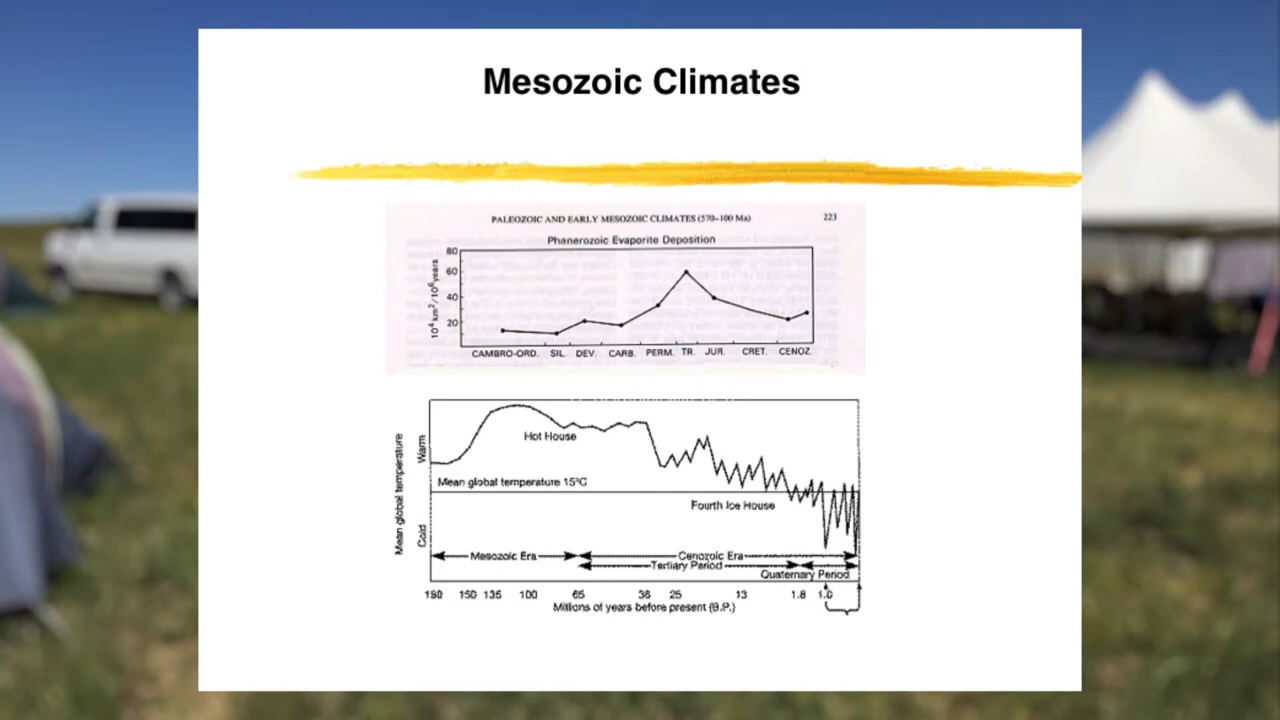 Mesozoic Climates
PALEOZOIC AND EARLY MESOZOIC CLIMATES (570–100 Ma) 223
Phanerozoic Evaporite Deposition
10⁴ km²/10⁶ years
80
60
40
20
CAMBRO-ORD. SIL. DEV. CARB. PERM. TR. JUR. CRET. CENOZ.
Mean global temperature
Warm
Cold
Hot House
Mean global temperature 15°C
Fourth Ice House
Mesozoic Era Cenozoic Era
Tertiary Period
Quaternary Period
190 150 135 100 65 36 25 13 1.8 1.0
Millions of years before present (B.P.)